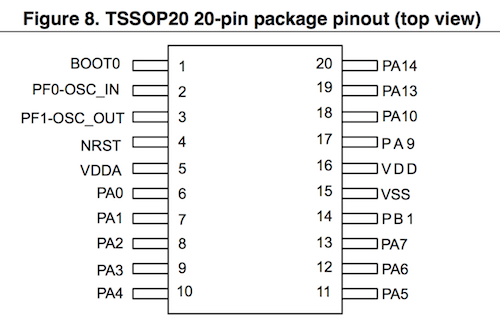 Figure 8. TSSOP20 20-pin package pinout (top view)
BOOT0 1 20 PA14
PF0-OSC_IN 2 19 PA13
PF1-OSC_OUT 3 18 PA10
NRST 4 17 PA9
VDDA 5 16 VDD
PA0 6 15 VSS
PA1 7 14 PB1
PA2 8 13 PA7
PA3 9 12 PA6
PA4 10 11 PA5